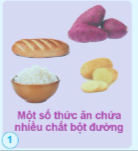 Một số thức ăn chứa
nhiều chất bột đường
1